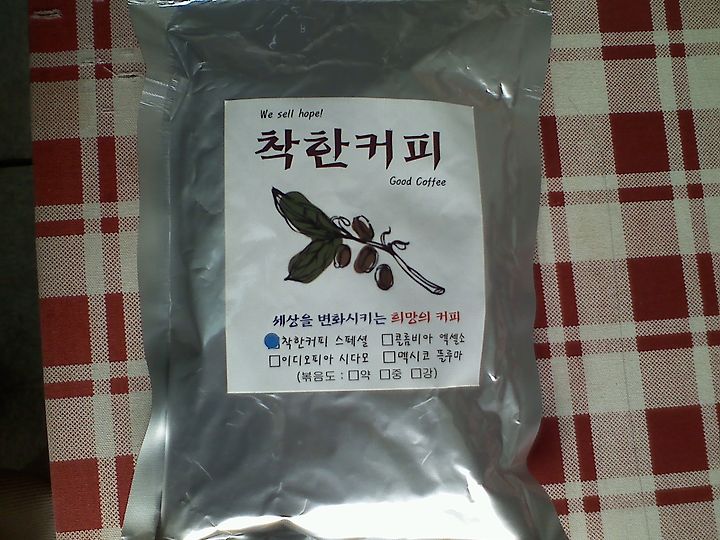 We sell hope!
착한커피
Good Coffee
세상을 변화시키는 희망의 커피
착한커피 스페셜 □콜롬비아 엑셀소
□이디오피아 시다모 □멕시코 플루마
(볶음도 : □약 □중 □강)